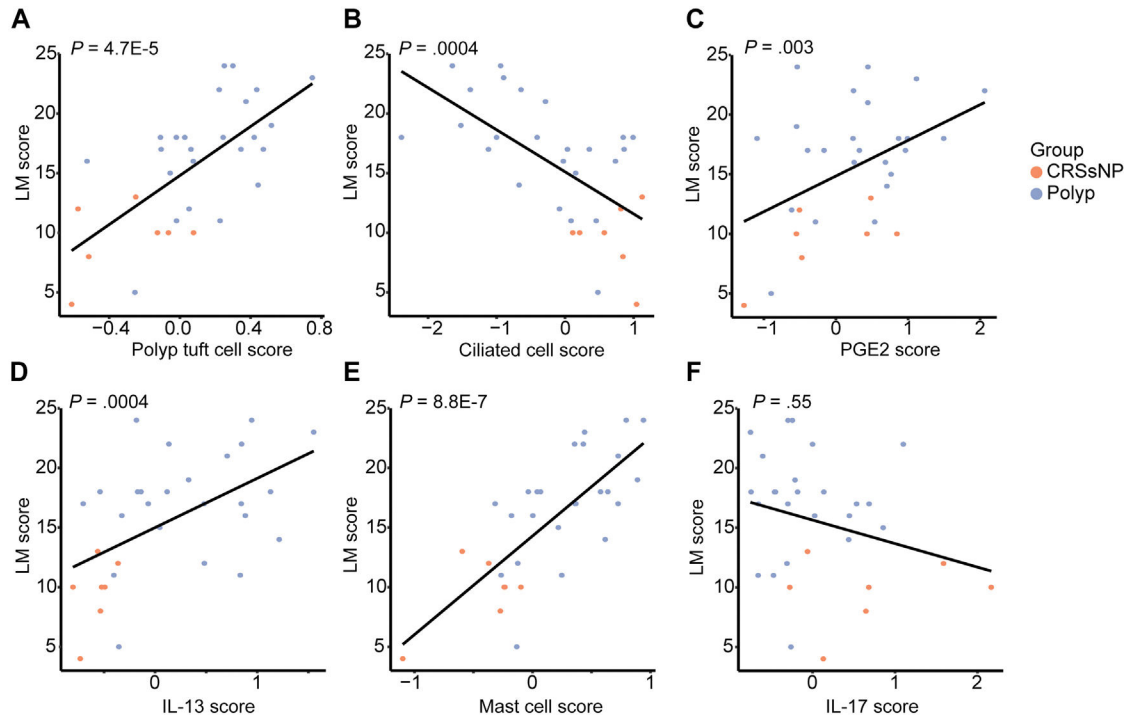 A
P = 4.7E-5
LM score
25
20
15
10
5
−0.4
0.0
0.4
0.8
Polyp tuft cell score
B
P = .0004
LM score
25
20
15
10
5
−2
−1
0
1
Ciliated cell score
C
P = .003
LM score
25
20
15
10
5
−1
0
1
2
PGE2 score
Group
CRSsNP
Polyp
D
P = .0004
LM score
25
20
15
10
5
0
1
IL-13 score
E
P = 8.8E-7
LM score
25
20
15
10
5
−1
0
1
Mast cell score
F
P = .55
LM score
25
20
15
10
5
0
1
2
IL-17 score